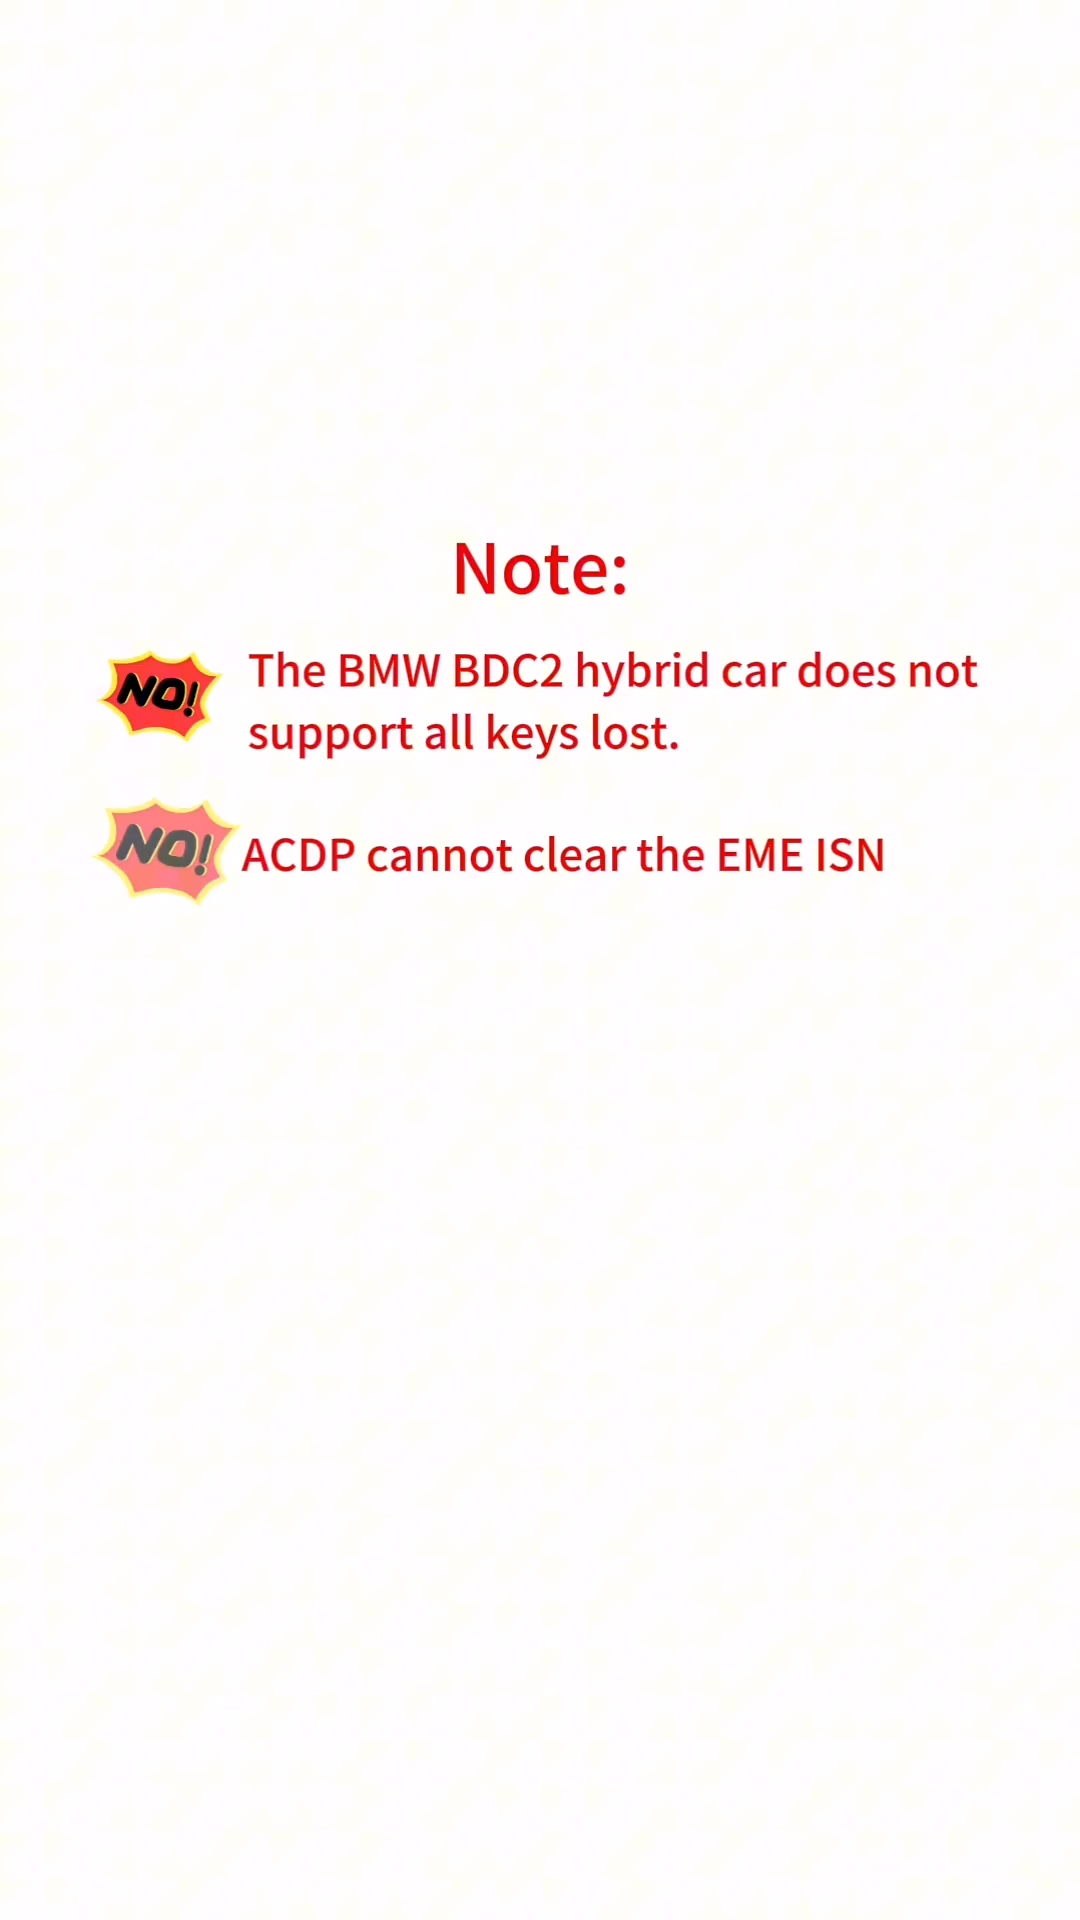 Note:
NO! The BMW BDC2 hybrid car does not
support all keys lost.
NO! ACDP cannot clear the EME ISN